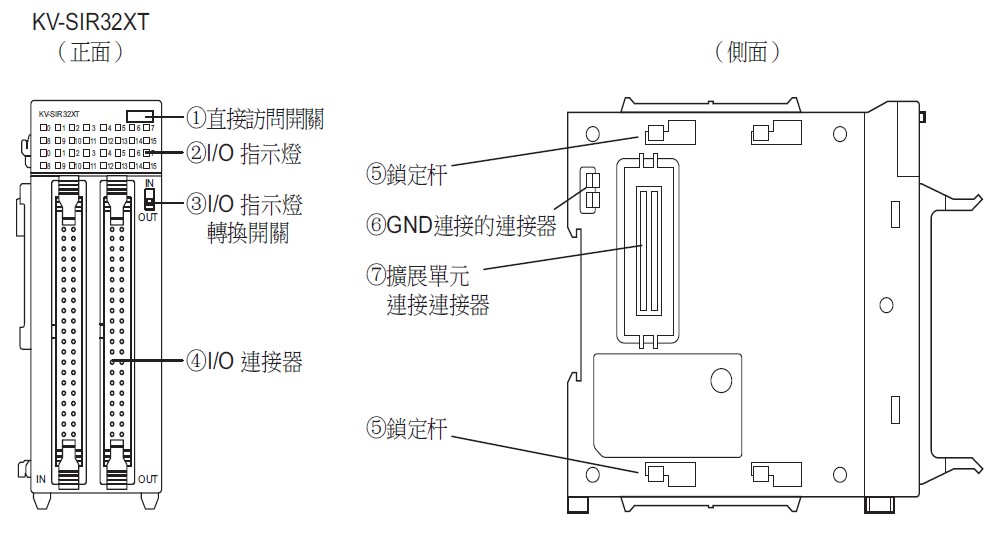 KV-SIR32XT
（正面）
（側面）
KV-SIR32XT
0 1 2 3 4 5 6 7
8 9 10 11 12 13 14 15
0 1 2 3 4 5 6 7
8 9 10 11 12 13 14 15
IN
OUT
①直接訪問開關
②I/O 指示燈
③I/O 指示燈
轉換開關
④I/O 連接器
IN
OUT
⑤鎖定杆
⑥GND連接的連接器
⑦擴展單元
連接連接器
⑤鎖定杆